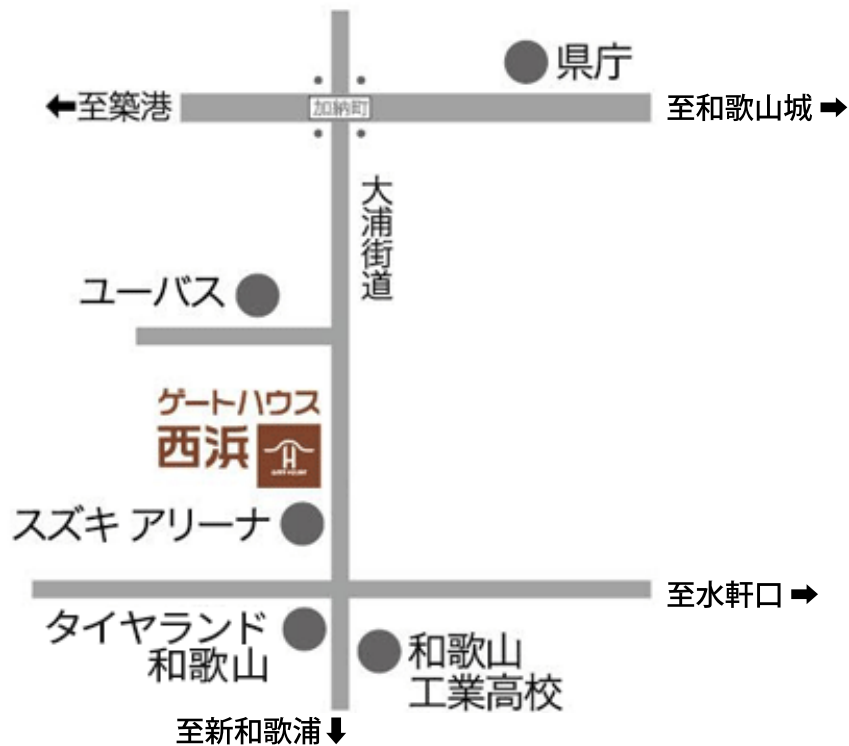 県庁
至築港
加納町
至和歌山城
大浦街道
ユーバス
ゲートハウス
西浜
スズキ アリーナ
至水軒口
タイヤランド
和歌山
和歌山
工業高校
至新和歌浦